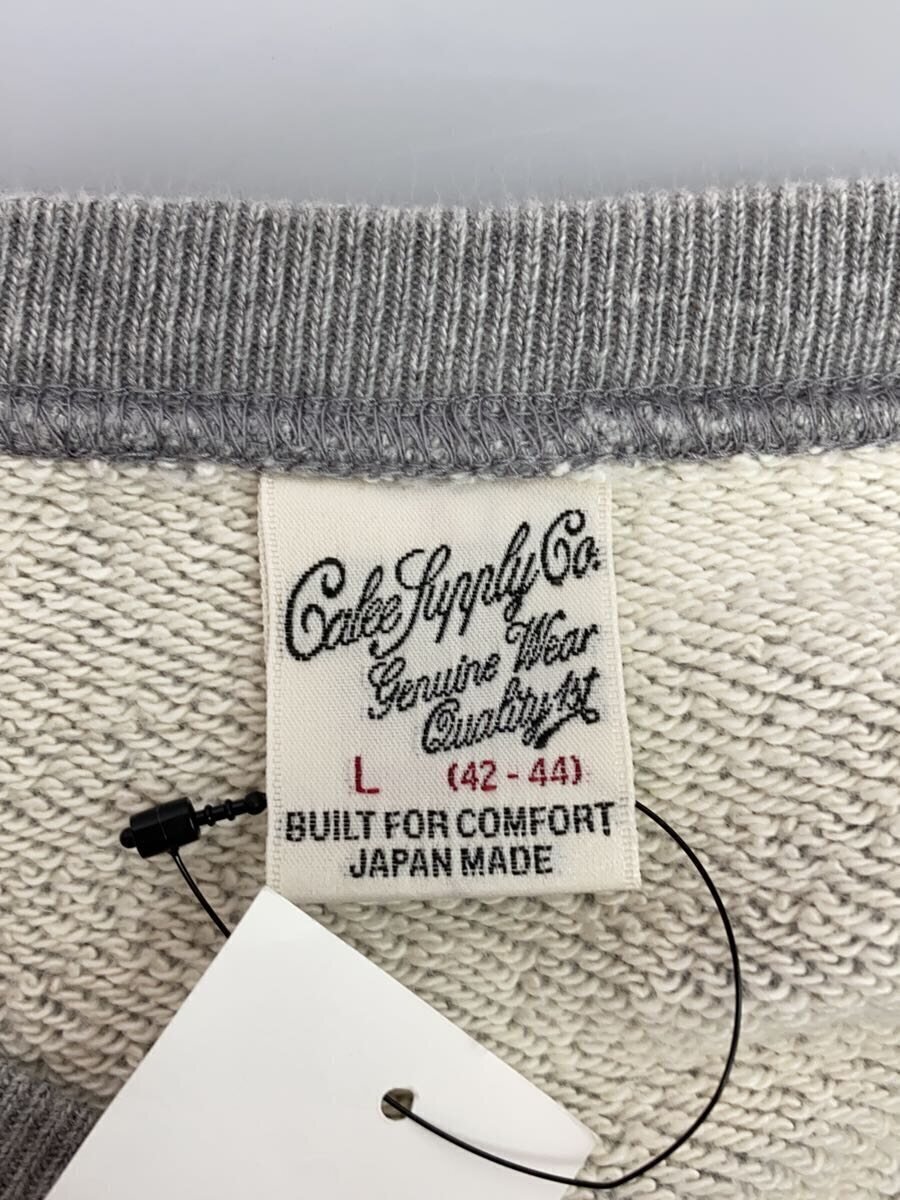 Calee Supply Co.
Genuine Wear
Quality 1st
L (42-44)
BUILT FOR COMFORT
JAPAN MADE